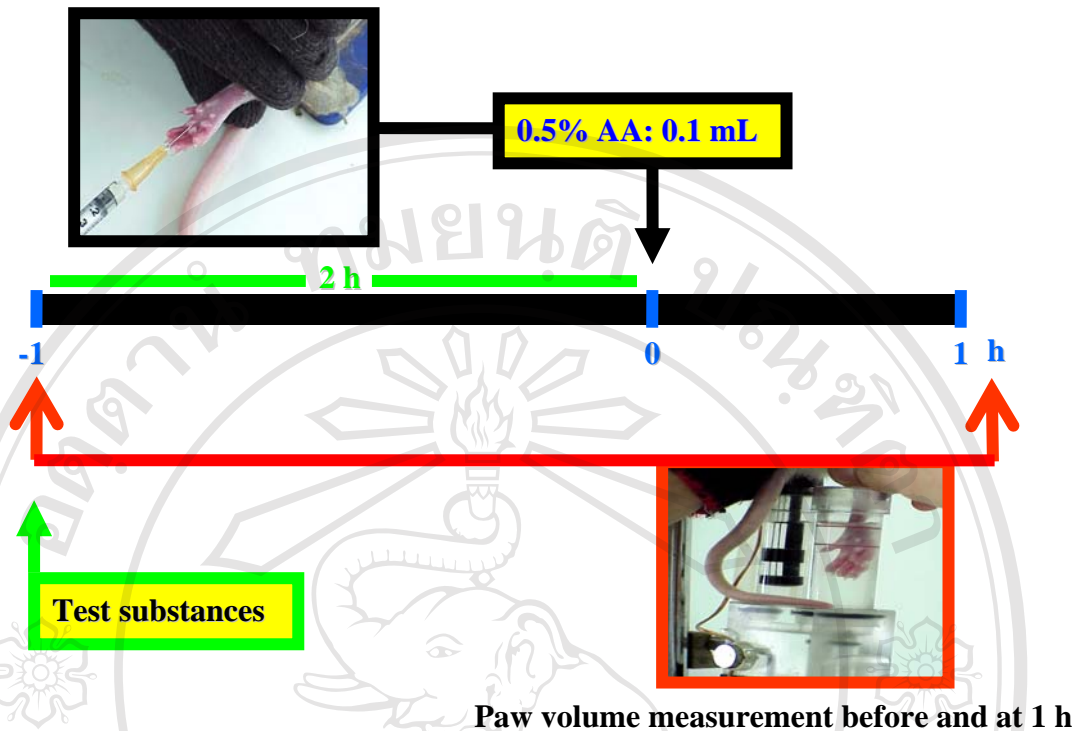 0.5% AA: 0.1 mL
2 h
-1 0 1 h
Test substances
Paw volume measurement before and at 1 h